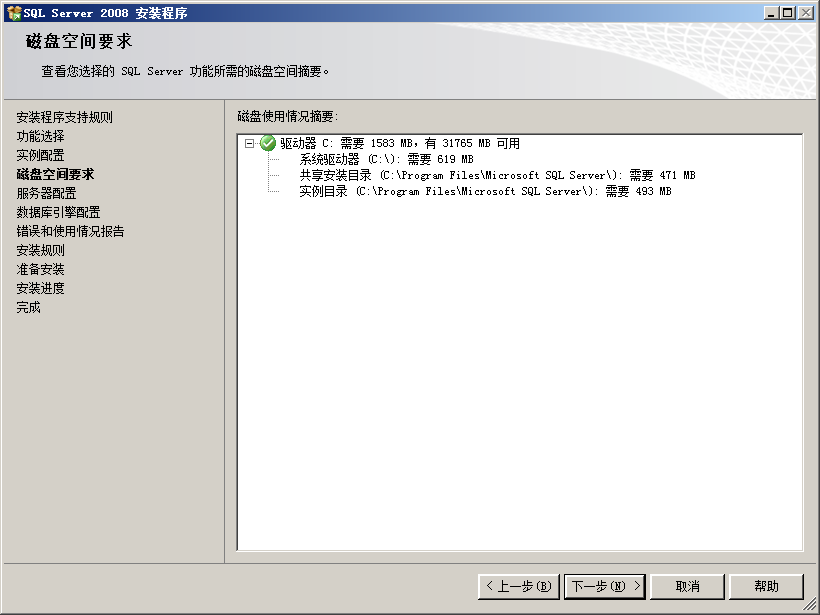 SQL Server 2008 安装程序
磁盘空间要求
查看您选择的 SQL Server 功能所需的磁盘空间摘要。
安装程序支持规则
功能选择
实例配置
磁盘空间要求
服务器配置
数据库引擎配置
错误和使用情况报告
安装规则
准备安装
安装进度
完成
磁盘使用情况摘要:
驱动器 C: 需要 1583 MB，有 31765 MB 可用
系统驱动器 (C:\): 需要 619 MB
共享安装目录 (C:\Program Files\Microsoft SQL Server\): 需要 471 MB
实例目录 (C:\Program Files\Microsoft SQL Server\): 需要 493 MB
< 上一步(B)
下一步(N) >
取消
帮助